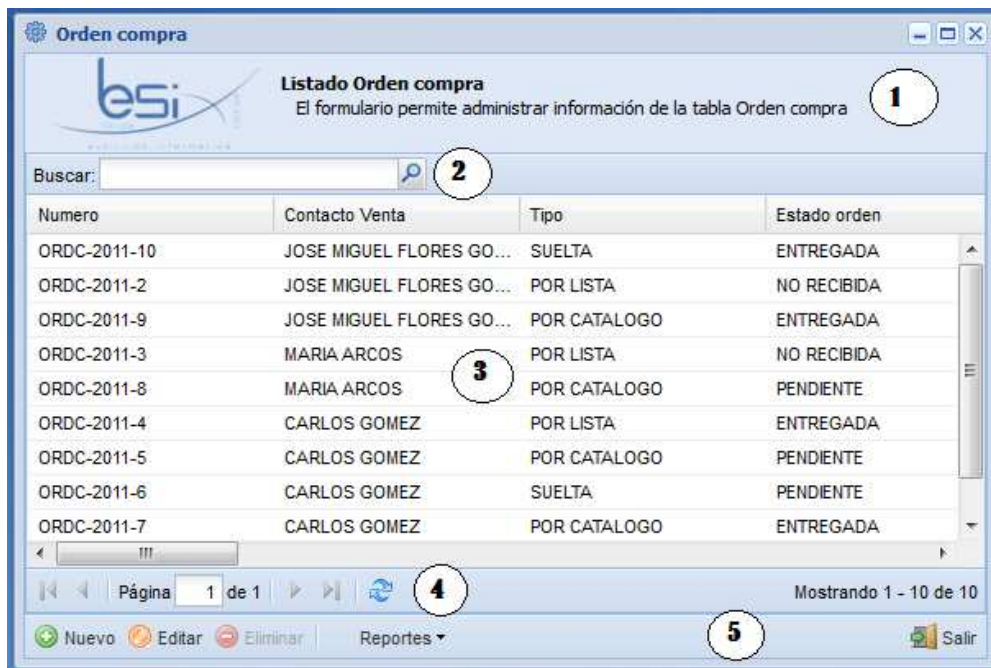 Orden compra
esi
Listado Orden compra
El formulario permite administrar información de la tabla Orden compra
1
Buscar:
2
Numero Contacto Venta Tipo Estado orden
ORDC-2011-10 JOSE MIGUEL FLORES GO... SUELTA ENTREGADA
ORDC-2011-2 JOSE MIGUEL FLORES GO... POR LISTA NO RECIBIDA
ORDC-2011-9 JOSE MIGUEL FLORES GO... POR CATALOGO ENTREGADA
ORDC-2011-3 MARIA ARCOS POR LISTA NO RECIBIDA
3
ORDC-2011-8 MARIA ARCOS POR CATALOGO PENDIENTE
ORDC-2011-4 CARLOS GOMEZ POR LISTA ENTREGADA
ORDC-2011-5 CARLOS GOMEZ POR CATALOGO PENDIENTE
ORDC-2011-6 CARLOS GOMEZ SUELTA PENDIENTE
ORDC-2011-7 CARLOS GOMEZ POR CATALOGO ENTREGADA
Página 1 de 1 4 Mostrando 1 - 10 de 10
Nuevo Editar Eliminar Reportes 5 Salir